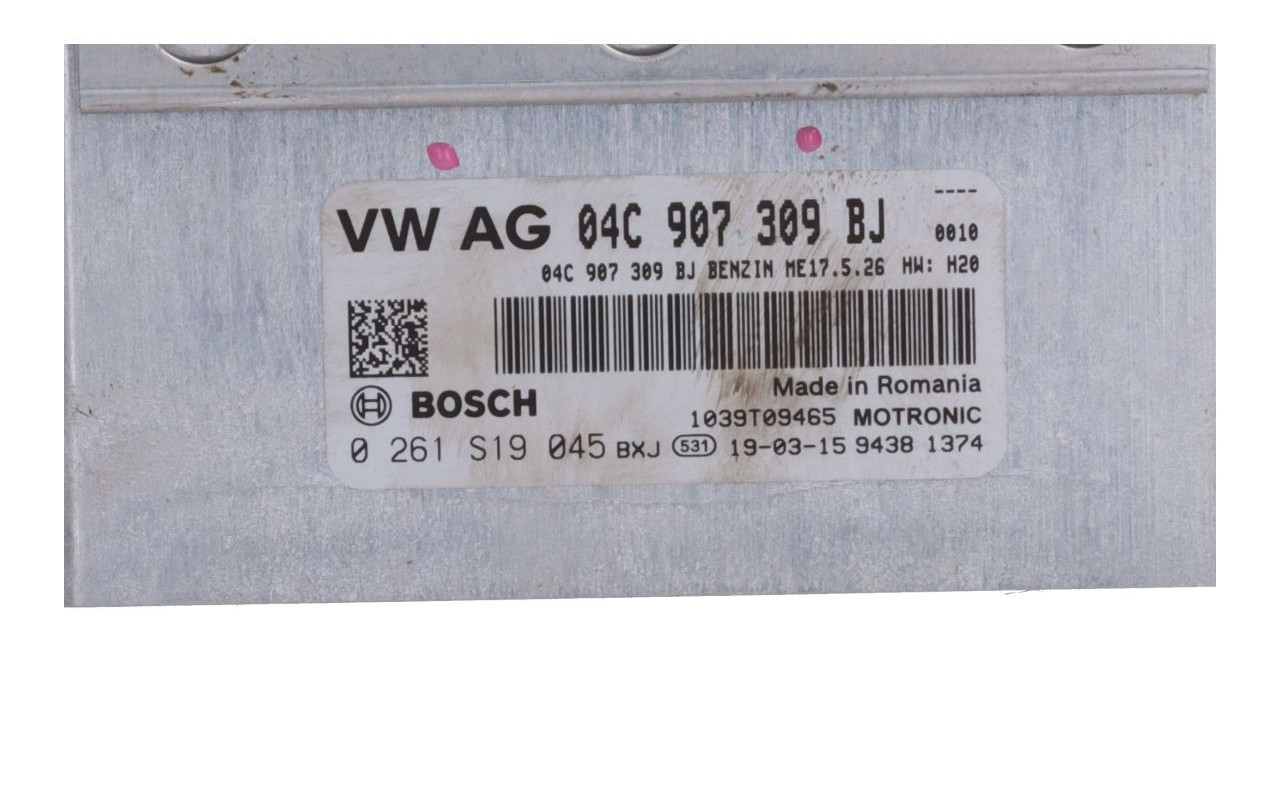 ----
VW AG 04C 907 309 BJ 0010
04C 907 309 BJ BENZIN ME17.5.26 HW: H20
Made in Romania
BOSCH
1039T09465 MOTRONIC
0 261 S19 045 BXJ 531 19-03-15 9438 1374